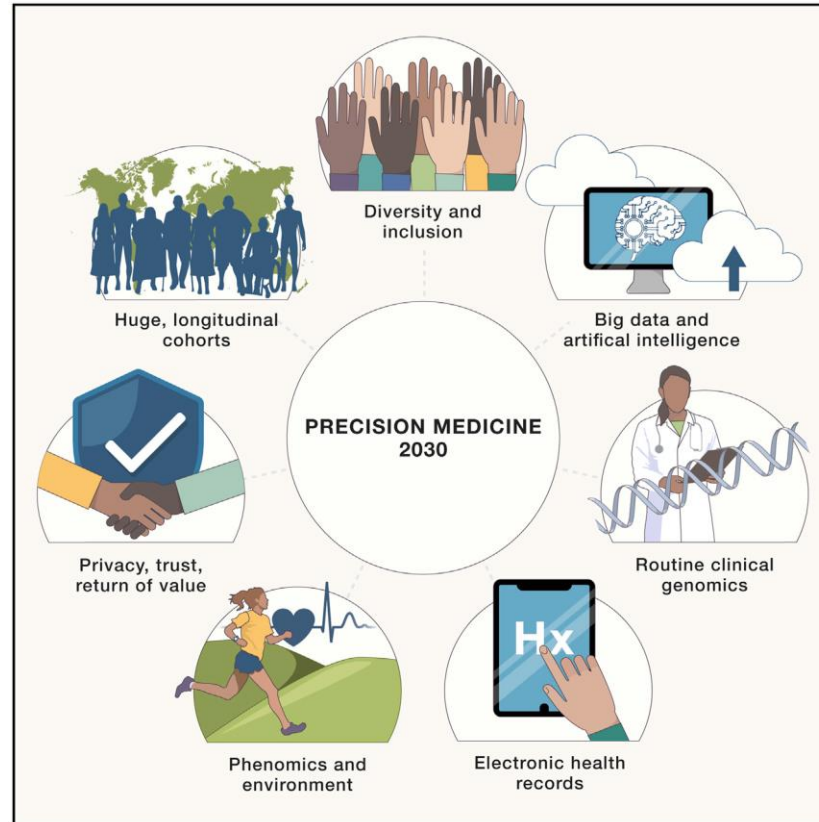 Diversity and
inclusion
Huge, longitudinal
cohorts
Big data and
artifical intelligence
PRECISION MEDICINE
2030
Privacy, trust,
return of value
Routine clinical
genomics
Hx
Phenomics and
environment
Electronic health
records